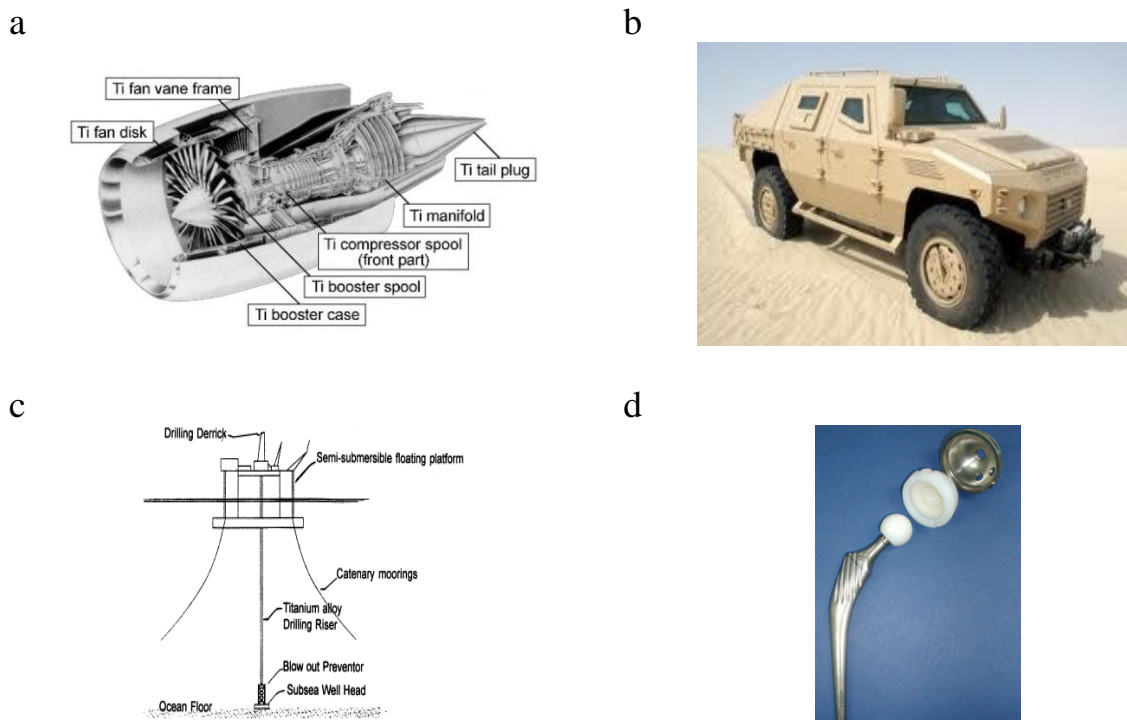 a
b
Ti fan vane frame
Ti fan disk
Ti tail plug
Ti manifold
Ti compressor spool
(front part)
Ti booster spool
Ti booster case
c
d
Drilling Derrick
Semi-submersible floating platform
Catenary moorings
Titanium alloy
Drilling Riser
Blow out Preventor
Subsea Well Head
Ocean Floor